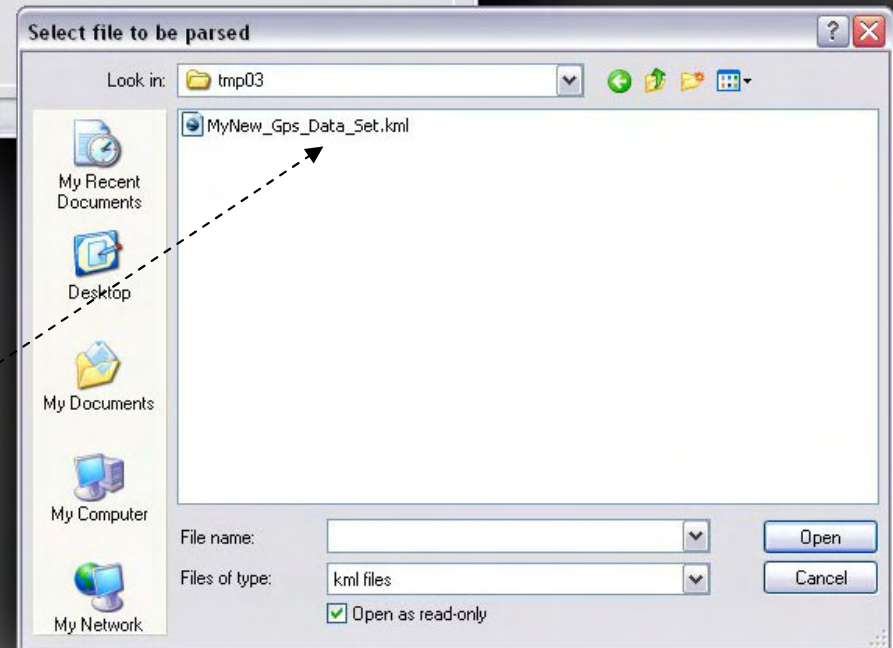 Select file to be parsed
Look in: tmp03
MyNew_Gps_Data_Set.kml
My Recent
Documents
Desktop
My Documents
My Computer
My Network
File name:
Open
Files of type: kml files
Cancel
Open as read-only